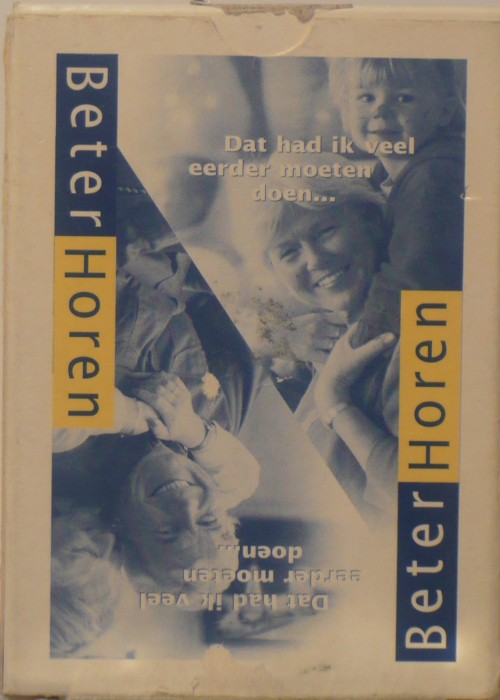 Beter Horen
Dat had ik veel
eerder moeten
doen...
Beter Horen
Dat had ik veel
eerder moeten
doen...